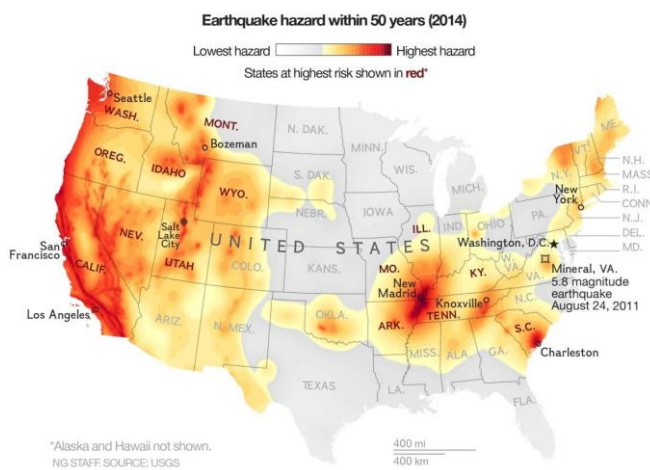 Earthquake hazard within 50 years (2014)
Lowest hazard
Highest hazard
States at highest risk shown in red*
Seattle
WASH.
MONT.
N. DAK.
MINN.
ME.
OREG.
Bozeman
IDAHO
S. DAK.
WIS.
VT.
N.H.
MASS
N.Y.
R.I.
WYO.
MICH.
New
York
CONN
NEBR.
IOWA
PA.
N.J.
Salt
Lake
City
NEV.
ILL.
IND.
OHIO
DEL.
UNITED STATES
Washington, D.C.
MD.
San
Francisco
CALIF.
UTAH
COLO.
KANS.
MO.
W.
VA.
KY.
VA.
Mineral, VA.
5.8 magnitude
earthquake
August 24, 2011
New
Madrid
Knoxville
N.C.
Los Angeles
ARIZ.
N. MEX.
OKLA.
ARK.
TENN.
S.C.
Charleston
MISS.
ALA.
GA.
TEXAS
LA.
FLA.
*Alaska and Hawaii not shown.
NG STAFF. SOURCE: USGS
400 mi
400 km